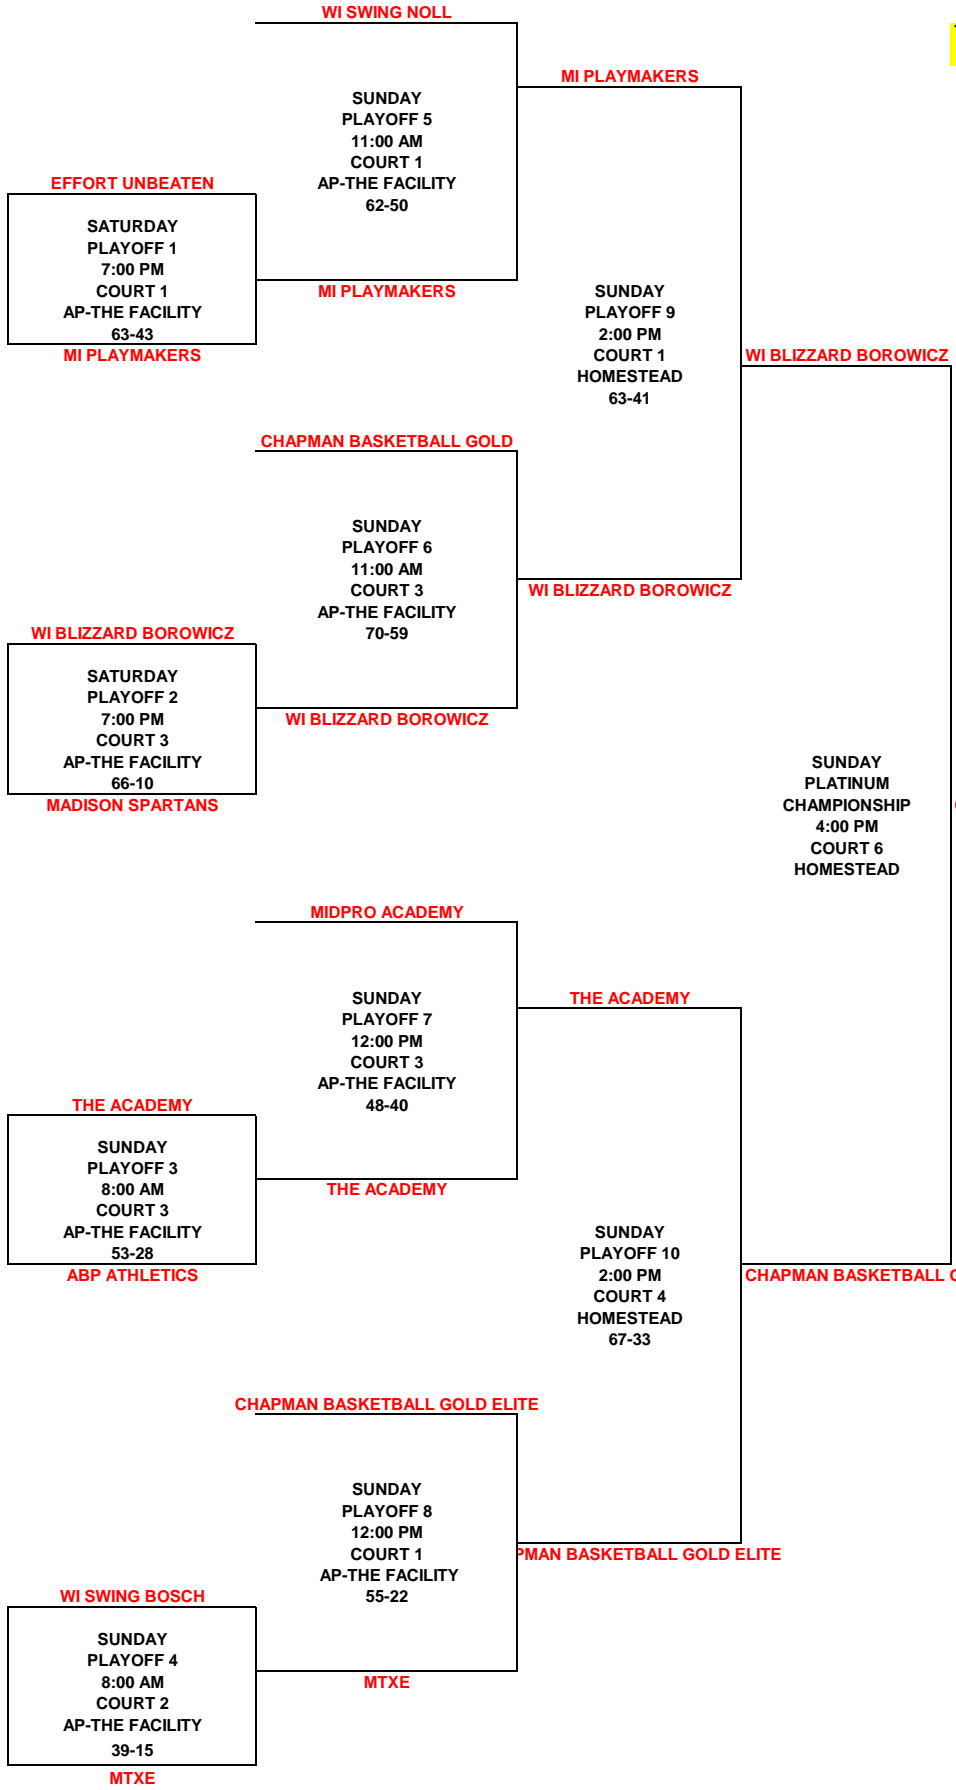 WI SWING NOLL
MI PLAYMAKERS
SUNDAY
PLAYOFF 5
11:00 AM
COURT 1
AP-THE FACILITY
62-50
EFFORT UNBEATEN
SATURDAY
PLAYOFF 1
7:00 PM
COURT 1
AP-THE FACILITY
63-43
MI PLAYMAKERS
MI PLAYMAKERS
SUNDAY
PLAYOFF 9
2:00 PM
COURT 1
HOMESTEAD
63-41
WI BLIZZARD BOROWICZ
CHAPMAN BASKETBALL GOLD
SUNDAY
PLAYOFF 6
11:00 AM
COURT 3
AP-THE FACILITY
70-59
WI BLIZZARD BOROWICZ
WI BLIZZARD BOROWICZ
SATURDAY
PLAYOFF 2
7:00 PM
COURT 3
AP-THE FACILITY
66-10
MADISON SPARTANS
WI BLIZZARD BOROWICZ
SUNDAY
PLATINUM
CHAMPIONSHIP
4:00 PM
COURT 6
HOMESTEAD
MIDPRO ACADEMY
SUNDAY
PLAYOFF 7
12:00 PM
COURT 3
AP-THE FACILITY
48-40
THE ACADEMY
THE ACADEMY
SUNDAY
PLAYOFF 3
8:00 AM
COURT 3
AP-THE FACILITY
53-28
ABP ATHLETICS
THE ACADEMY
SUNDAY
PLAYOFF 10
2:00 PM
COURT 4
HOMESTEAD
67-33
CHAPMAN BASKETBALL
CHAPMAN BASKETBALL GOLD ELITE
SUNDAY
PLAYOFF 8
12:00 PM
COURT 1
AP-THE FACILITY
55-22
PMAN BASKETBALL GOLD ELITE
WI SWING BOSCH
SUNDAY
PLAYOFF 4
8:00 AM
COURT 2
AP-THE FACILITY
39-15
MTXE
MTXE